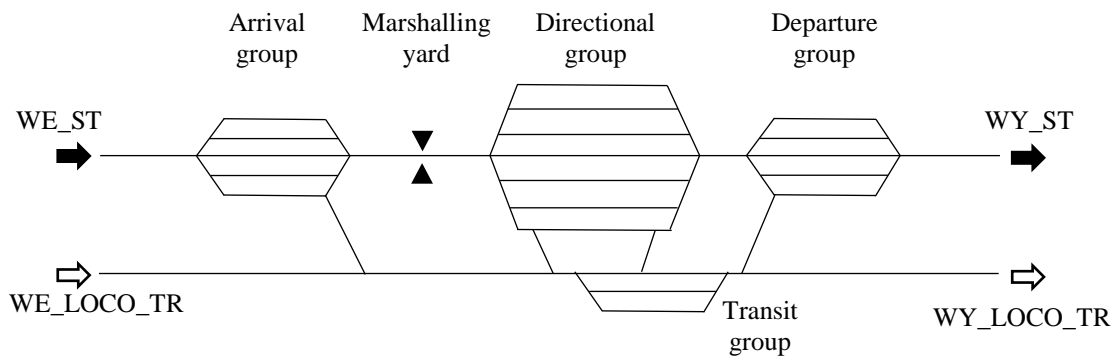 Arrival
group
Marshalling
yard
Directional
group
Departure
group
WE_ST
WY_ST
WE_LOCO_TR
WY_LOCO_TR
Transit
group